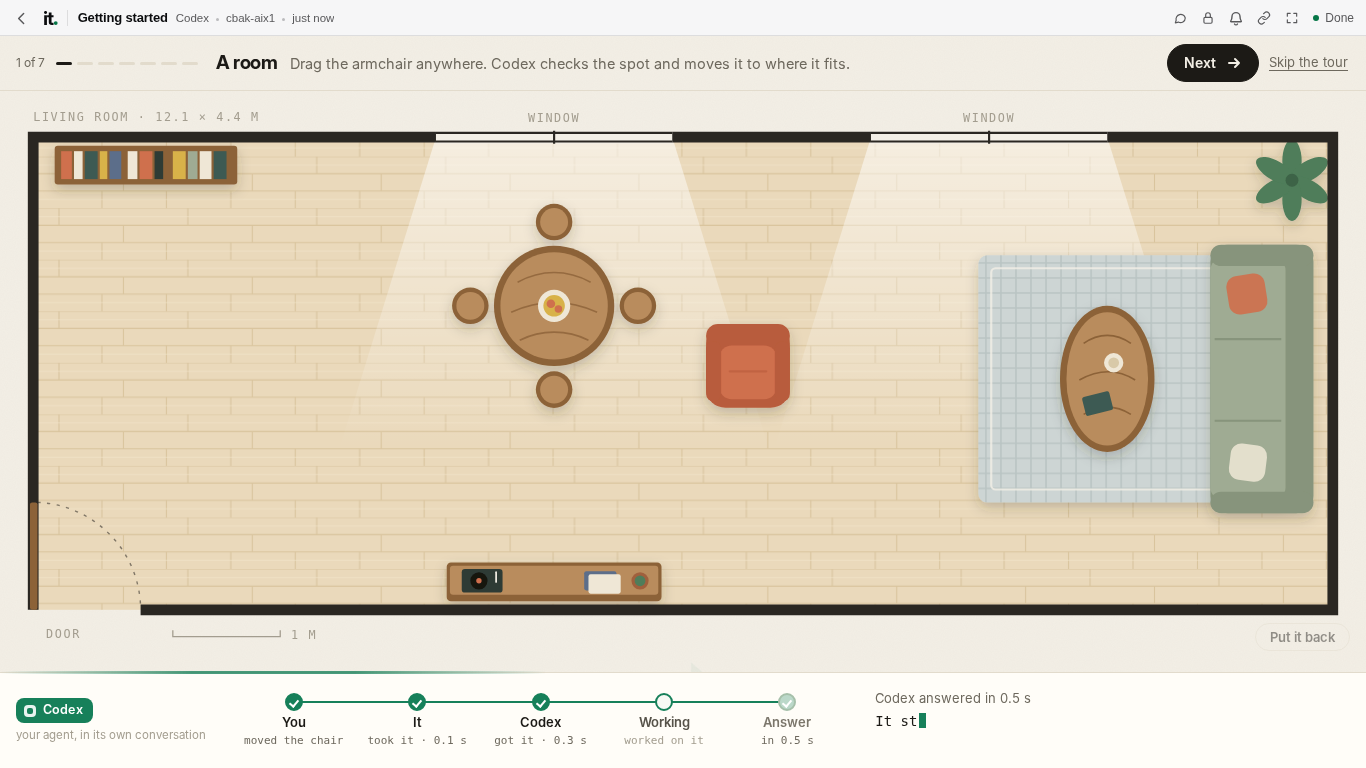 it. Getting started Codex • cbak-aix1 • just now Done
1 of 7 A room Drag the armchair anywhere. Codex checks the spot and moves it to where it fits. Next → Skip the tour
LIVING ROOM · 12.1 × 4.4 M WINDOW WINDOW
DOOR 1 M Put it back
Codex
your agent, in its own conversation
You It Codex Working Answer
moved the chair took it · 0.1 s got it · 0.3 s worked on it in 0.5 s
Codex answered in 0.5 s
It st